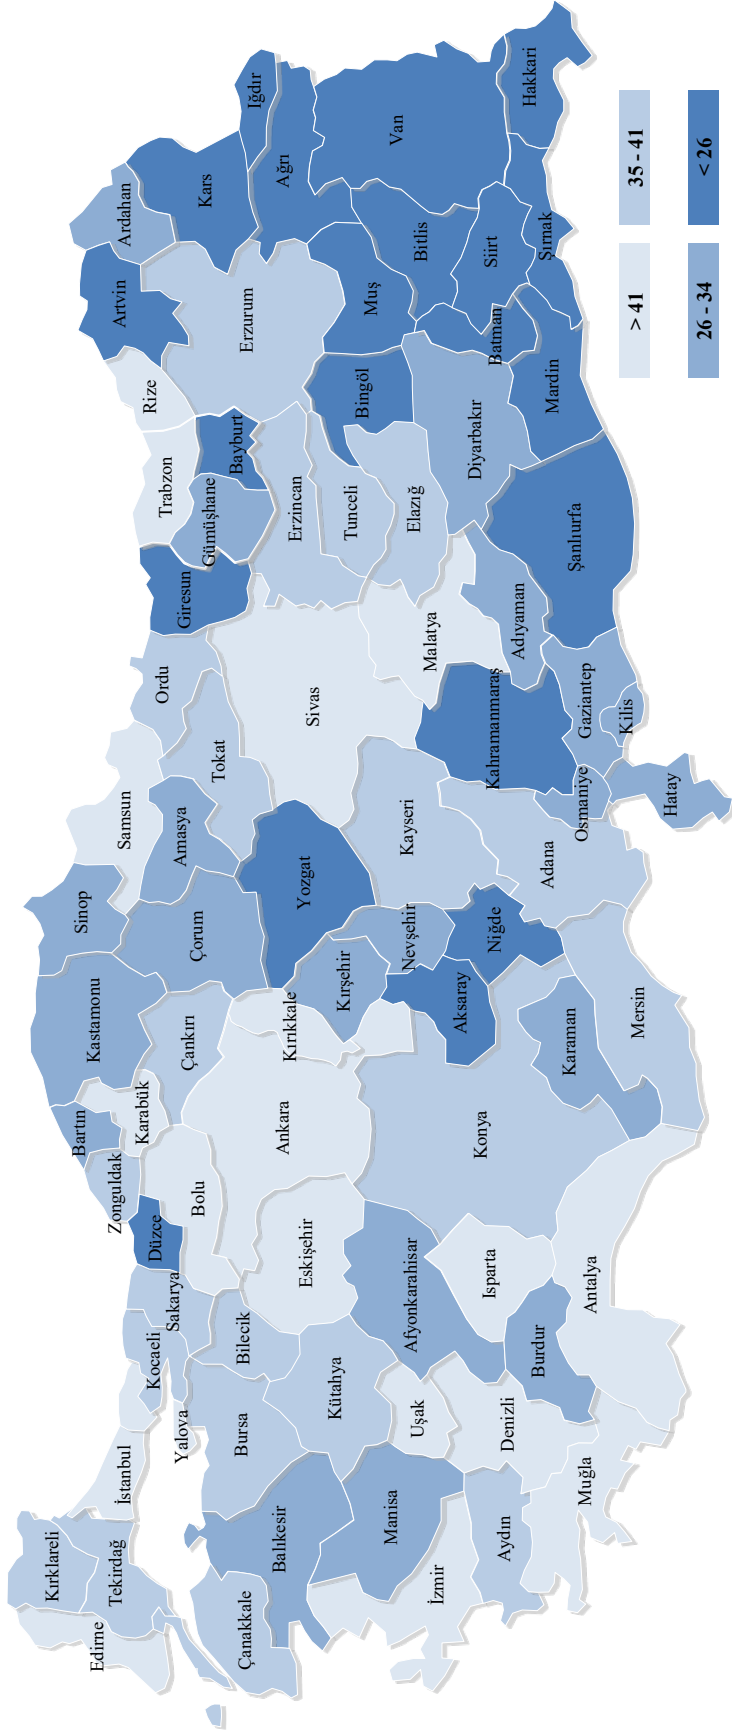 Edirne
Kırklareli
Tekirdağ
İstanbul
Çanakkale
Balıkesir
Yalova
Kocaeli
Sakarya
Düzce
Zonguldak
Bartın
Karabük
Kastamonu
Sinop
Samsun
Ordu
Giresun
Trabzon
Rize
Artvin
Ardahan
Bursa
Bilecik
Bolu
Çankırı
Çorum
Amasya
Tokat
Gümüşhane
Bayburt
Erzurum
Kars
Iğdır
Ağrı
Kütahya
Eskişehir
Ankara
Kırıkkale
Yozgat
Sivas
Erzincan
Tunceli
Bingöl
Muş
Bitlis
Van
İzmir
Manisa
Uşak
Afyonkarahisar
Kırşehir
Nevşehir
Kayseri
Malatya
Elazığ
Diyarbakır
Batman
Siirt
Şırnak
Hakkari
Aydın
Denizli
Isparta
Konya
Aksaray
Niğde
Kahramanmaraş
Adıyaman
Şanlıurfa
Mardin
Muğla
Burdur
Antalya
Karaman
Mersin
Adana
Osmaniye
Gaziantep
Kilis
Hatay
> 41
35 - 41
26 - 34
< 26